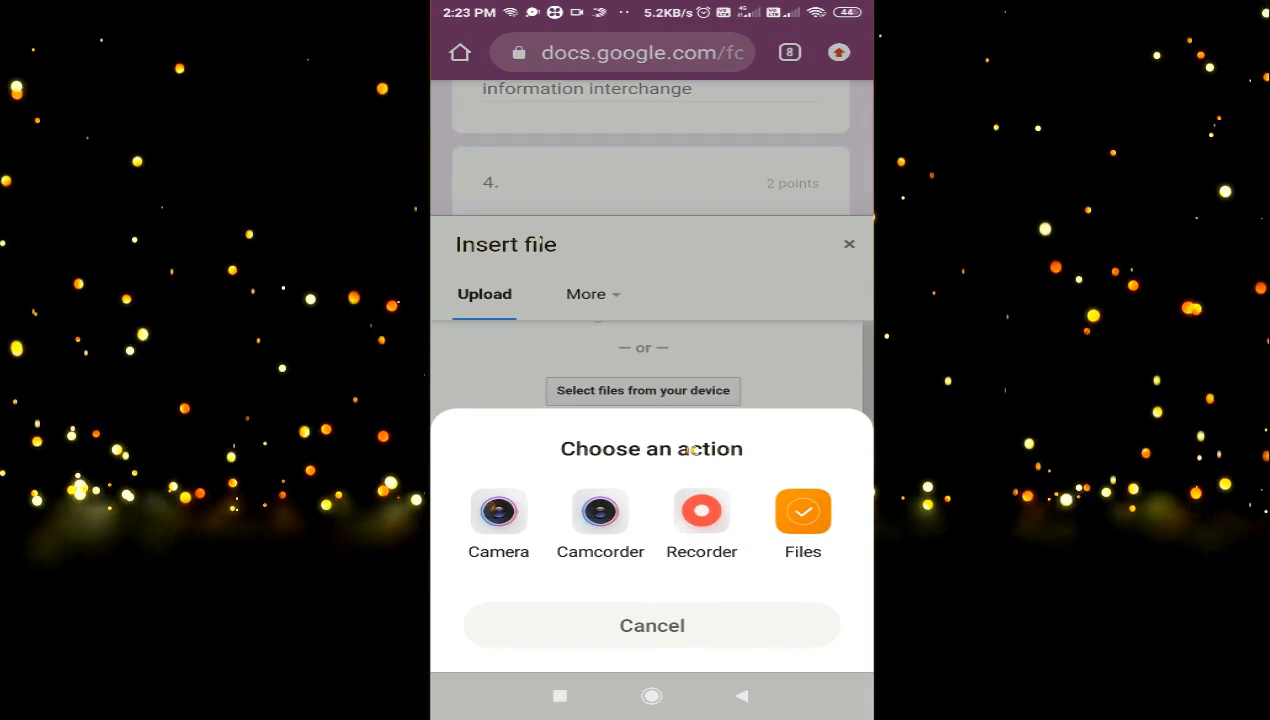 2:23 PM 5.2KB/s 44
docs.google.com/fo
8
information interchange
4. 2 points
Insert file ×
Upload More
— or —
Select files from your device
Choose an action
Camera Camcorder Recorder Files
Cancel